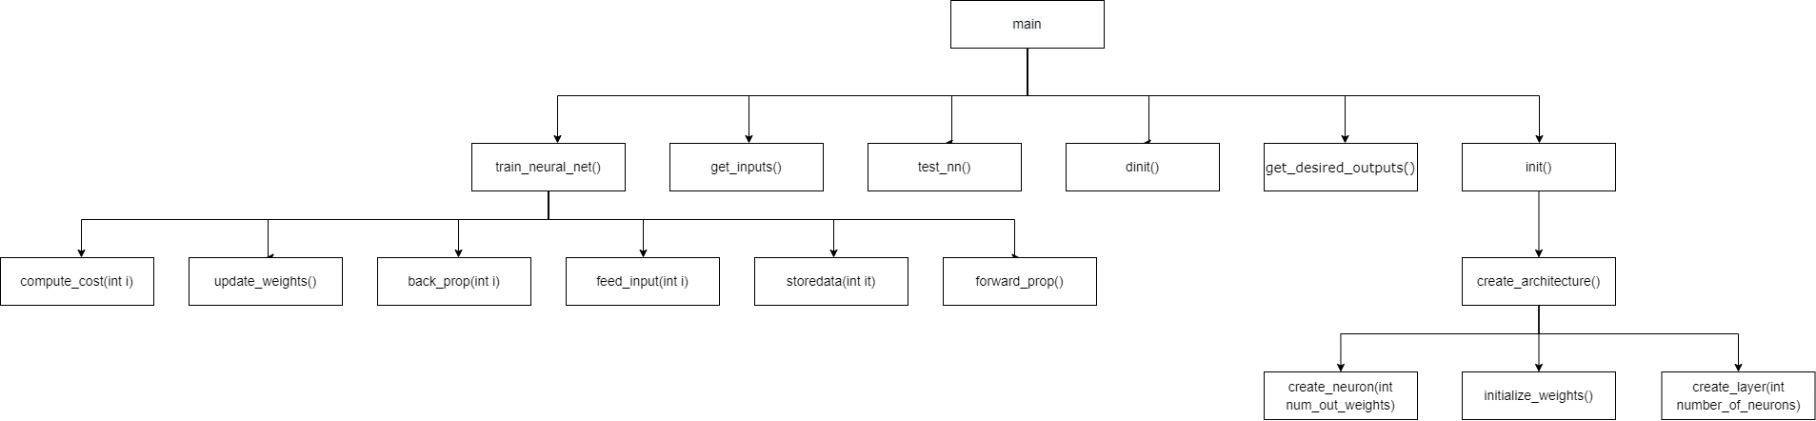 main
train_neural_net()
get_inputs()
test_nn()
dinit()
get_desired_outputs()
init()
compute_cost(int i)
update_weights()
back_prop(int i)
feed_input(int i)
storedata(int it)
forward_prop()
create_architecture()
create_neuron(int
num_out_weights)
initialize_weights()
create_layer(int
number_of_neurons)